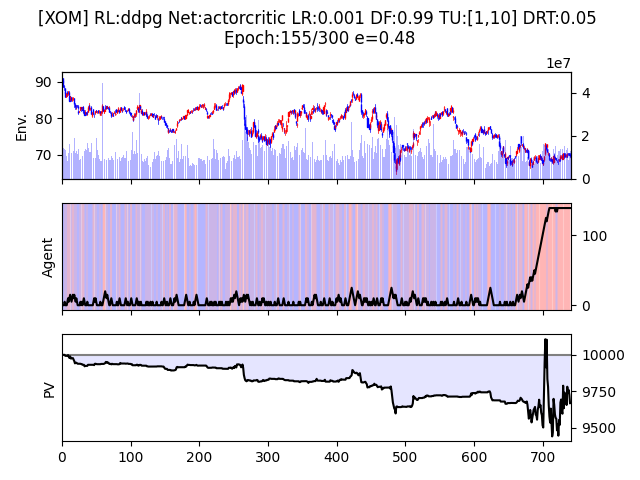 [XOM] RL:ddpg Net:actorcritic LR:0.001 DF:0.99 TU:[1,10] DRT:0.05
Epoch:155/300 e=0.48
1e7
90
80
70
Env.
4
2
0
Agent
100
0
PV
10000
9750
9500
0 100 200 300 400 500 600 700